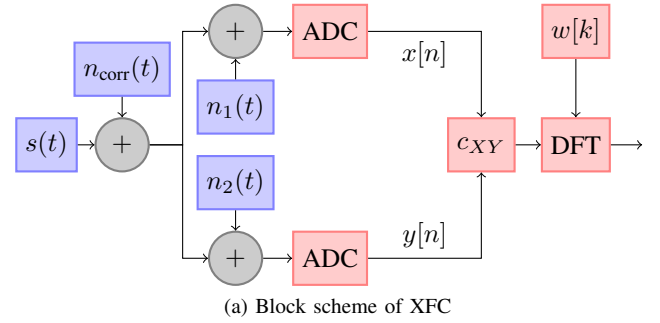 +
ADC
w[k]
n_corr(t)
x[n]
n_1(t)
s(t)
+
c_XY
DFT
n_2(t)
y[n]
+
ADC
(a) Block scheme of XFC